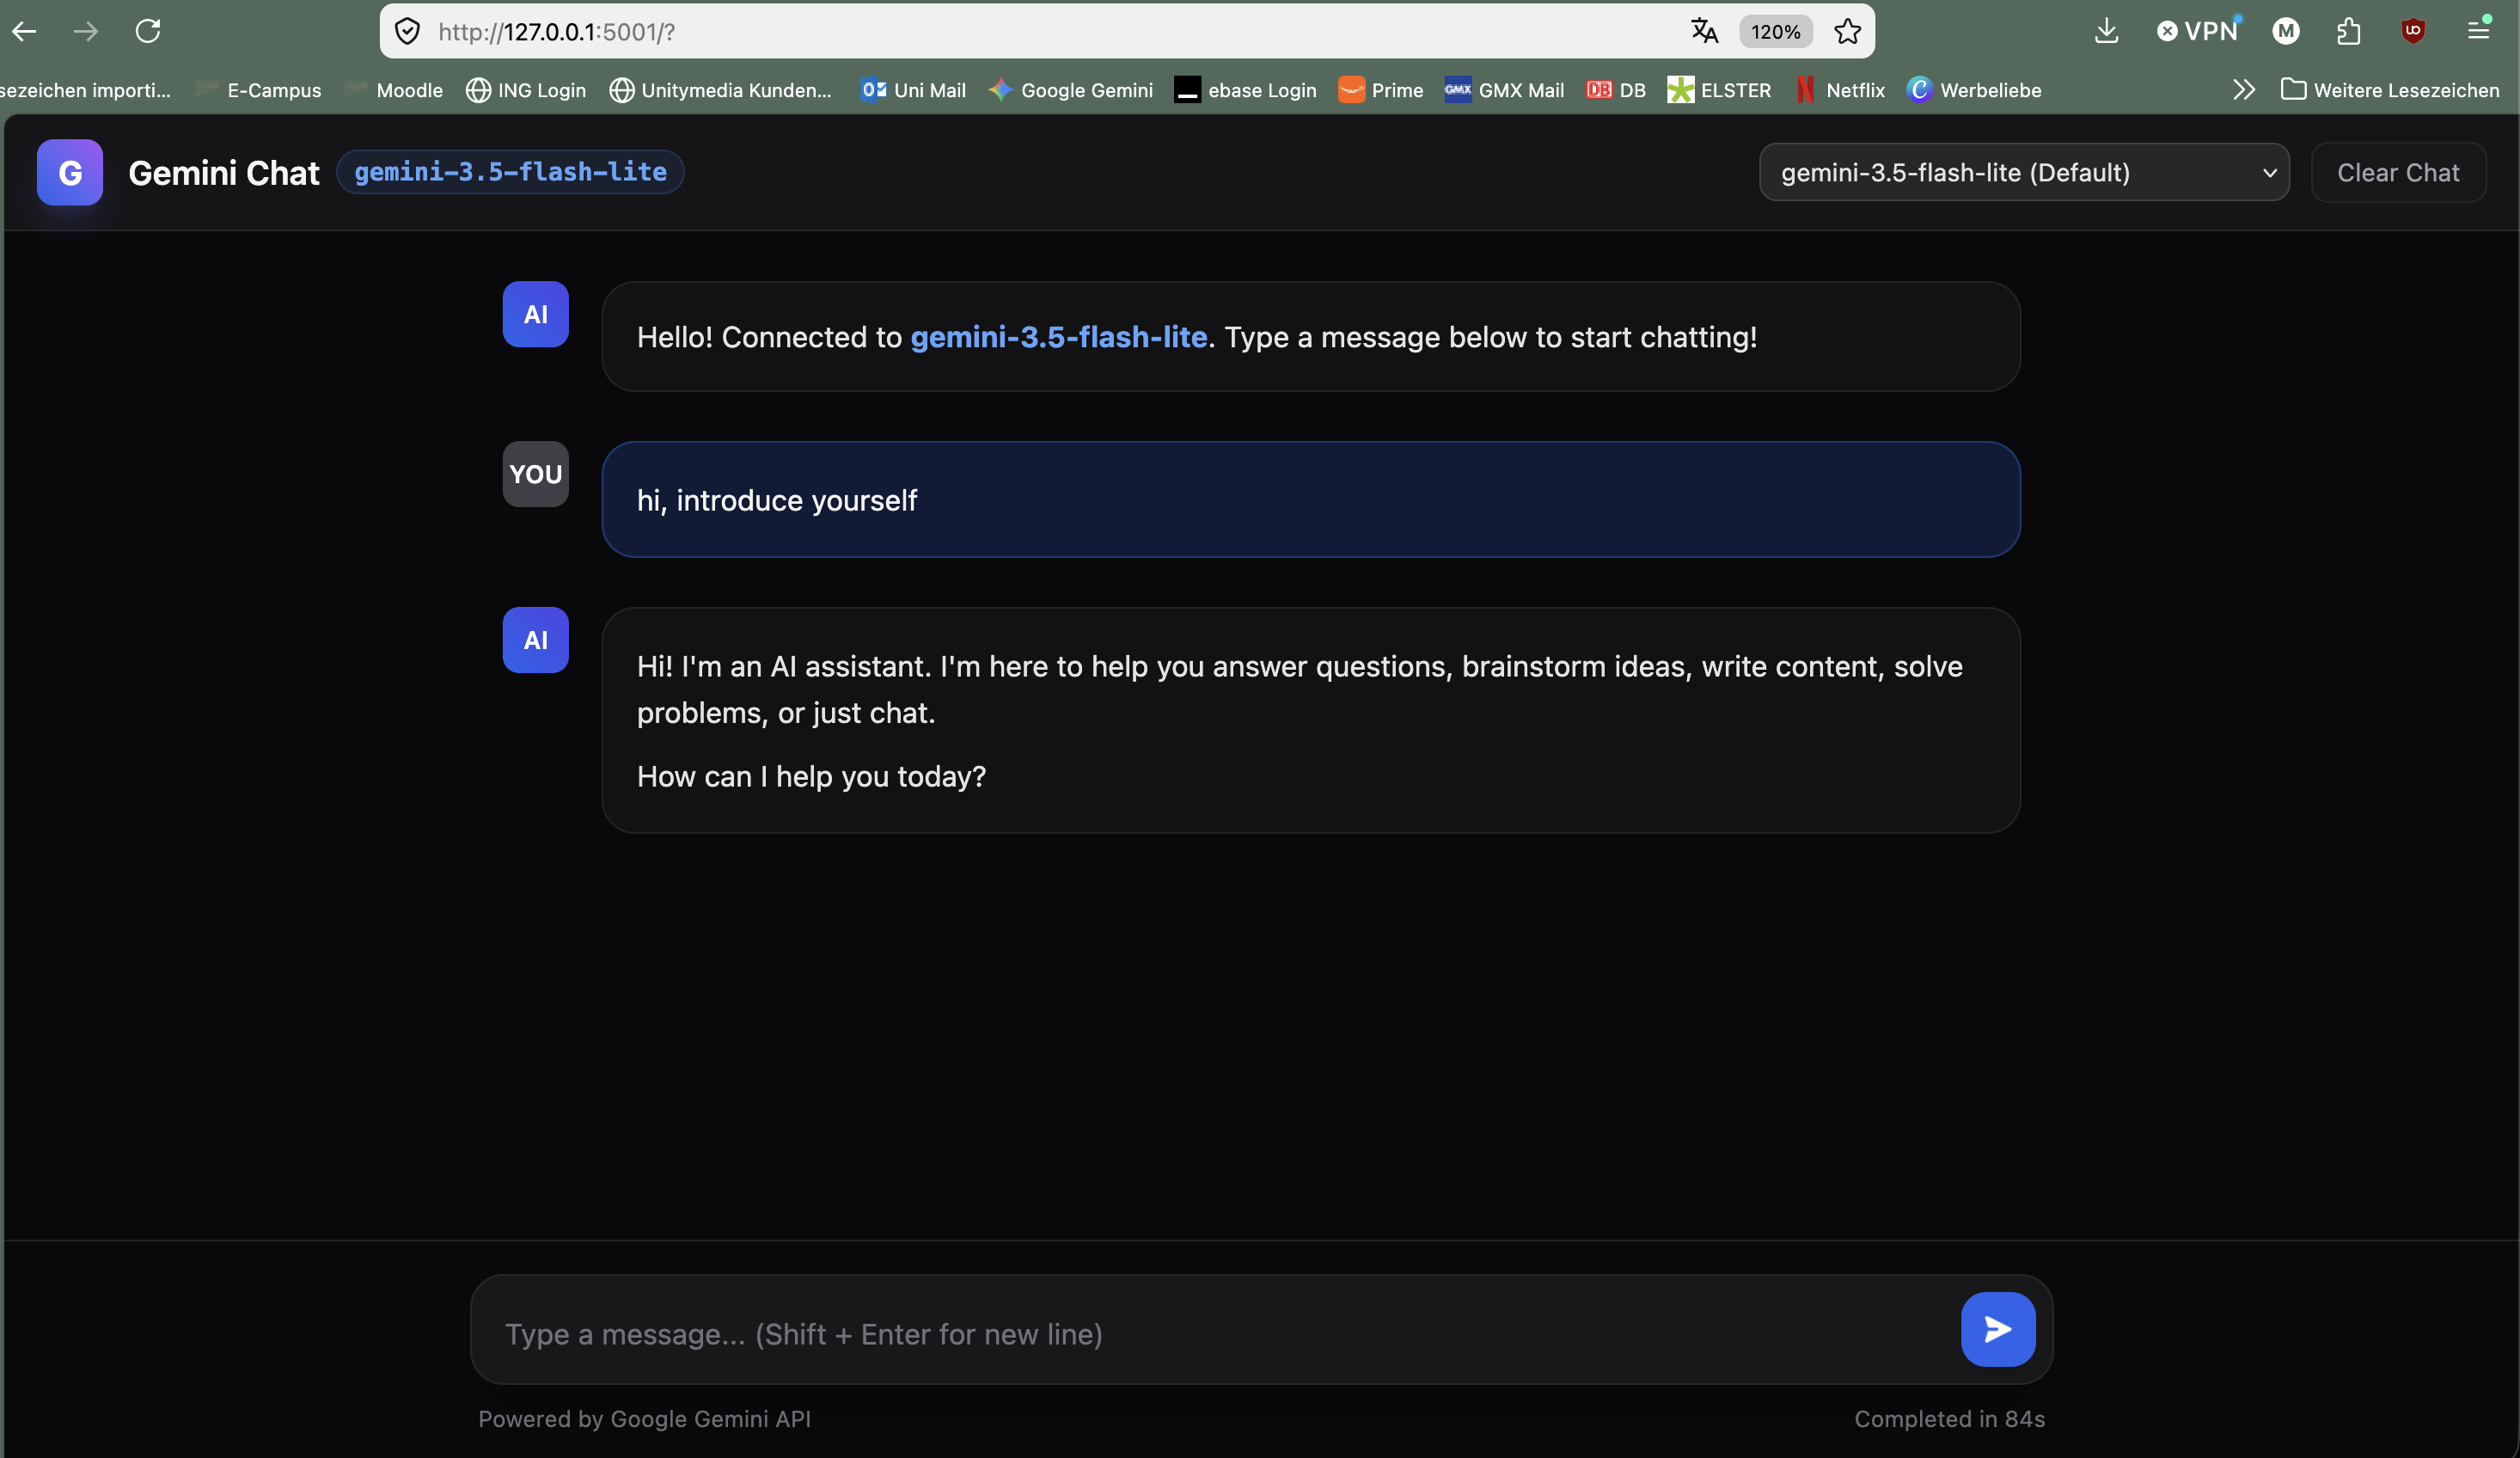 http://127.0.0.1:5001/?
120%
VPN
M
sezeichen importi...
E-Campus
Moodle
ING Login
Unitymedia Kunden...
Uni Mail
Google Gemini
ebase Login
Prime
GMX
GMX Mail
DB
DB
ELSTER
Netflix
Werbeliebe
Weitere Lesezeichen
G
Gemini Chat
gemini-3.5-flash-lite
gemini-3.5-flash-lite (Default)
Clear Chat
AI
Hello! Connected to gemini-3.5-flash-lite. Type a message below to start chatting!
YOU
hi, introduce yourself
AI
Hi! I'm an AI assistant. I'm here to help you answer questions, brainstorm ideas, write content, solve
problems, or just chat.
How can I help you today?
Type a message... (Shift + Enter for new line)
Powered by Google Gemini API
Completed in 84s